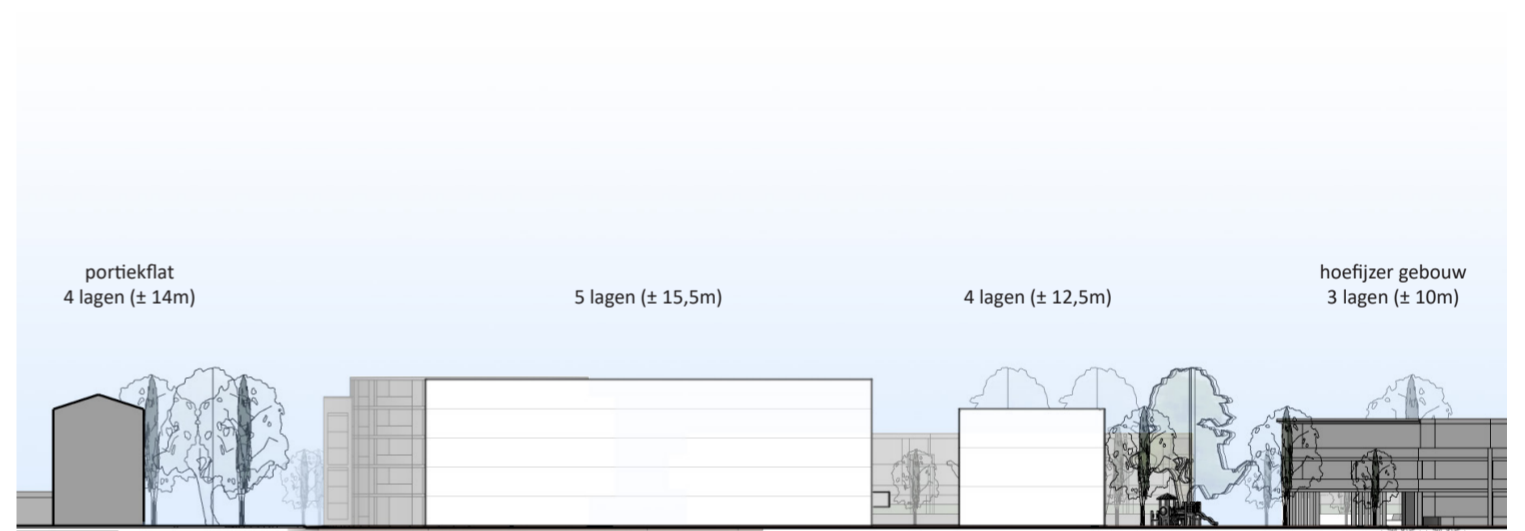 portiekflat
4 lagen (± 14m)
5 lagen (± 15,5m)
4 lagen (± 12,5m)
hoefijzer gebouw
3 lagen (± 10m)